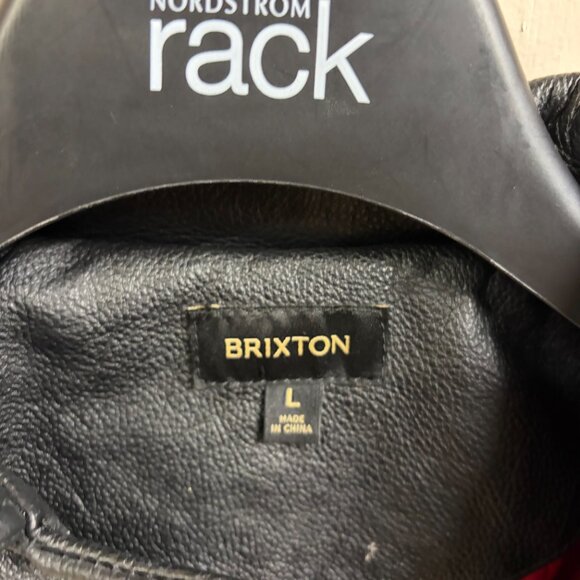 NORDSTROM
rack
BRIXTON
L
MADE
IN CHINA